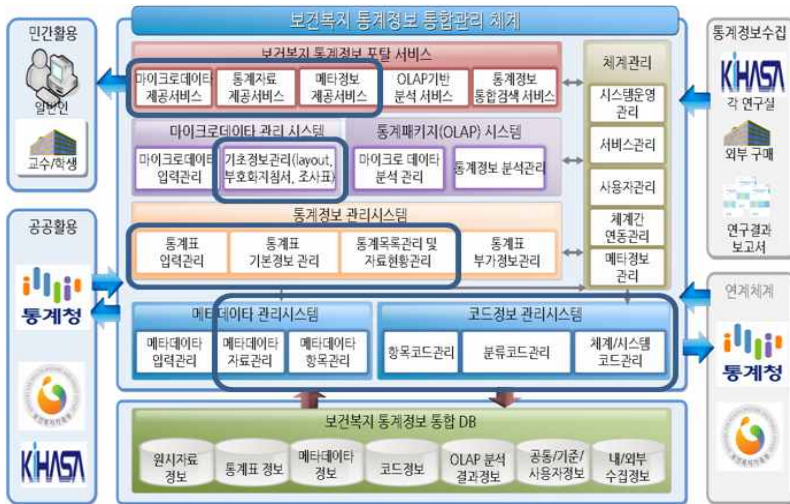 보건복지 통계정보 통합관리 체계
민간활용
일반인
교수/학생
공공활용
통계청
KIHASA
보건복지 통계정보 포탈 서비스
마이크로데이타
제공서비스
통계자료
제공서비스
메타정보
제공서비스
OLAP기반
분석 서비스
통계정보
통합검색 서비스
마이크로데이타 관리 시스템
마이크로데이타
입력관리
기초정보관리(layout,
부호화지침서, 조사표)
통계패키지(OLAP) 시스템
마이크로 데이타
분석 관리
통계정보 분석관리
통계정보 관리시스템
통계표
입력관리
통계표
기본정보 관리
통계목록관리 및
자료현황관리
통계표
부가정보관리
체계관리
시스템운영
관리
서비스관리
사용자관리
체계간
연동관리
메타정보
관리
메타데이타 관리시스템
메타데이타
입력관리
메타데이타
자료관리
메타데이타
항목관리
코드정보 관리시스템
항목코드관리
분류코드관리
체계/시스템
코드관리
보건복지 통계정보 통합 DB
원시자료
정보
통계표 정보
메타데이타
정보
코드정보
OLAP 분석
결과정보
공통/기준/
사용자정보
내/외부
수집정보
통계정보수집
KIHASA
각 연구실
외부 구매
연구결과
보고서
연계체계
통계청